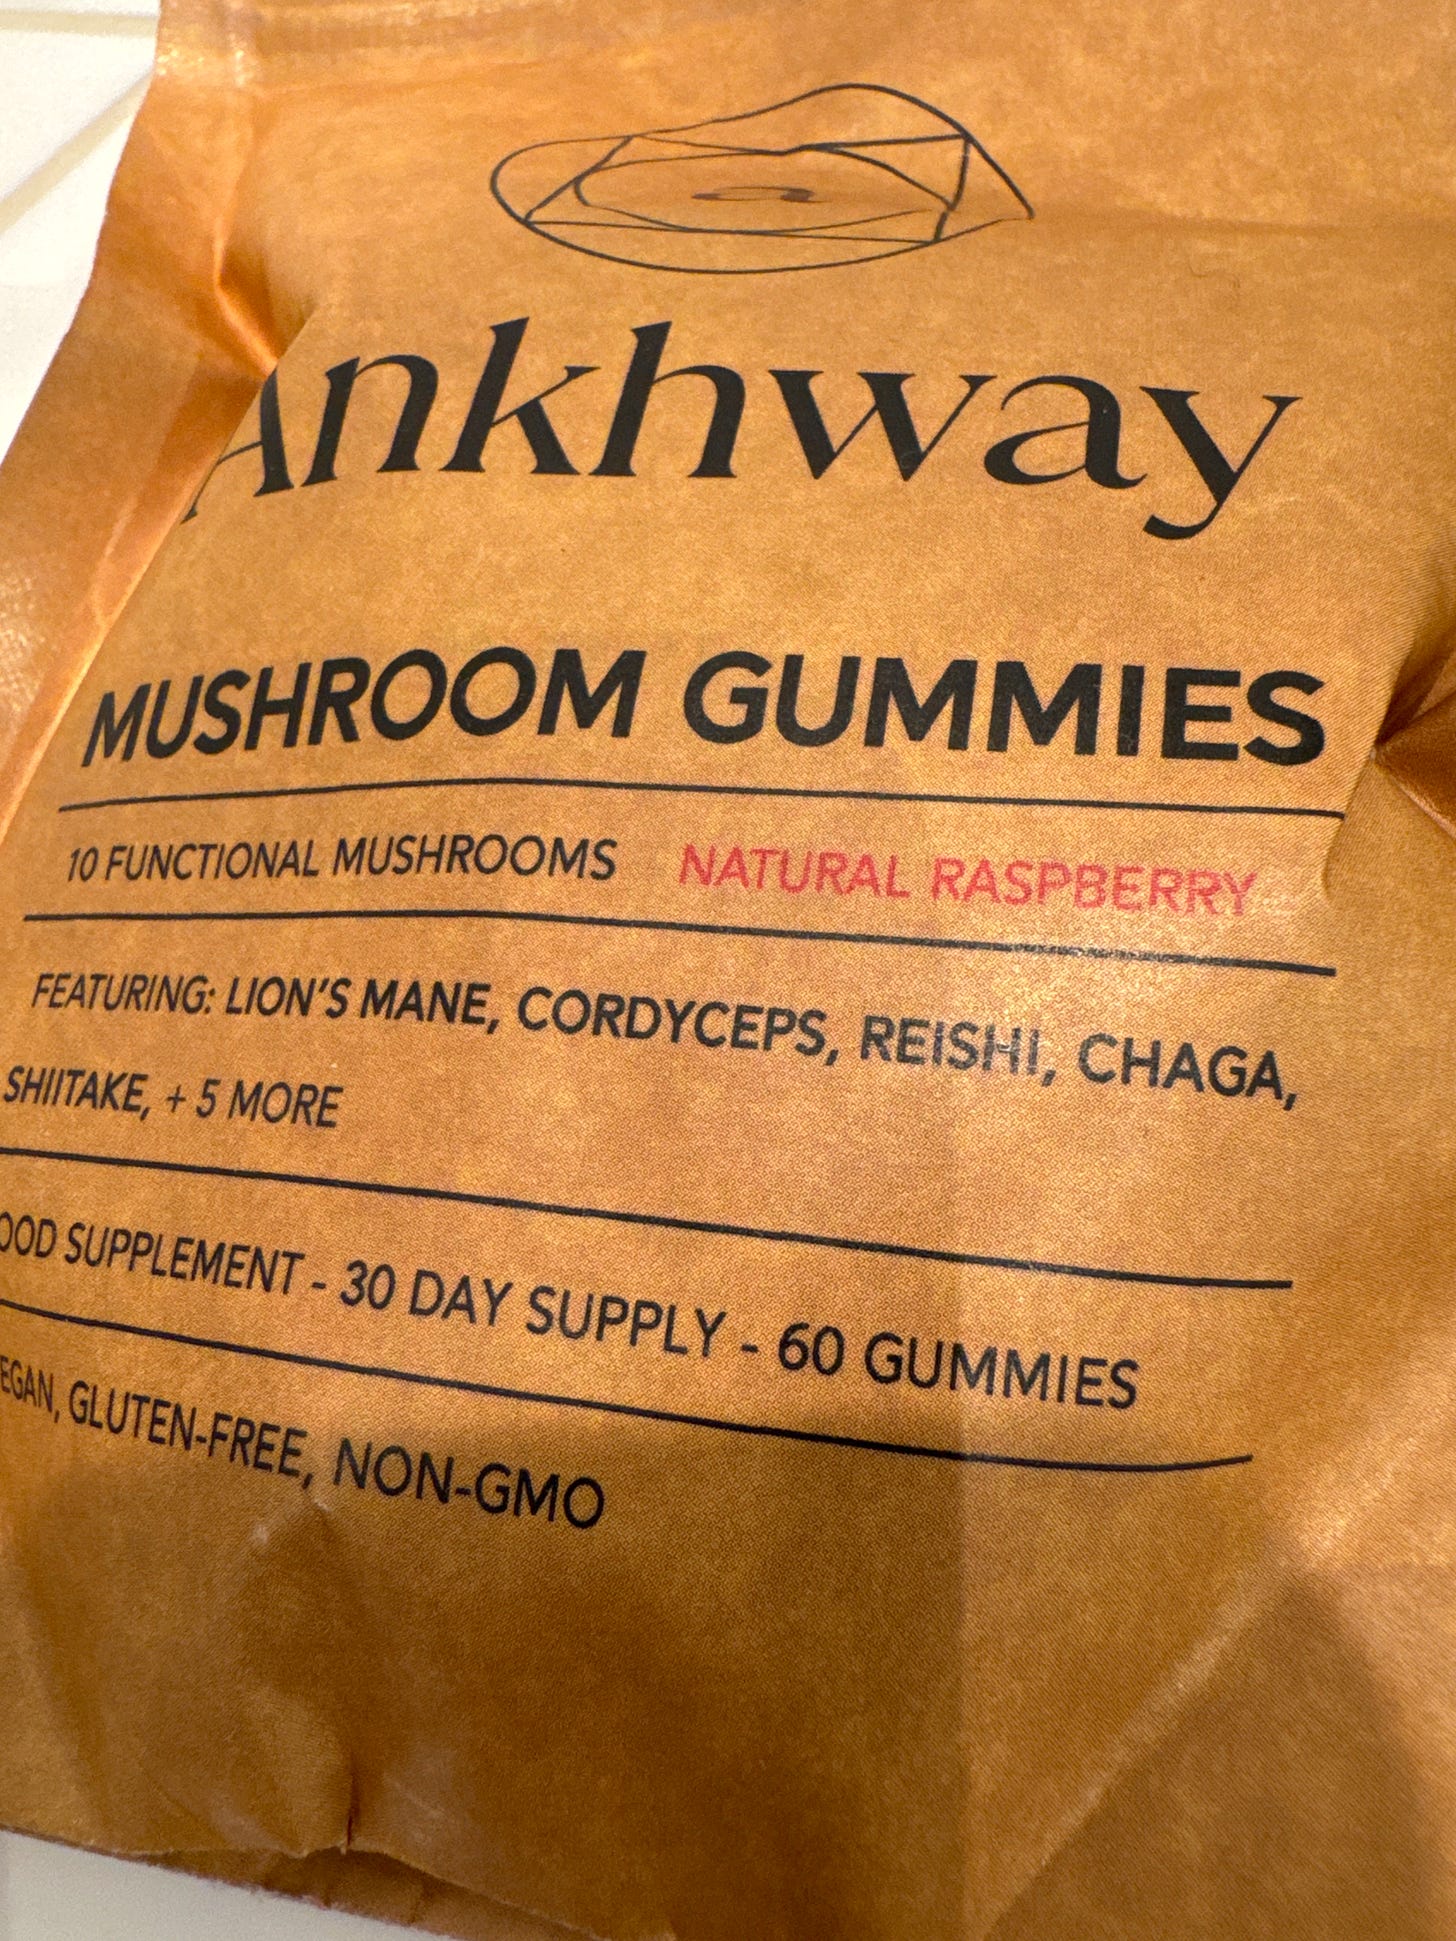 Ankhway
MUSHROOM GUMMIES
10 FUNCTIONAL MUSHROOMS NATURAL RASPBERRY
FEATURING: LION'S MANE, CORDYCEPS, REISHI, CHAGA,
SHIITAKE, + 5 MORE
OOD SUPPLEMENT - 30 DAY SUPPLY - 60 GUMMIES
EGAN, GLUTEN-FREE, NON-GMO